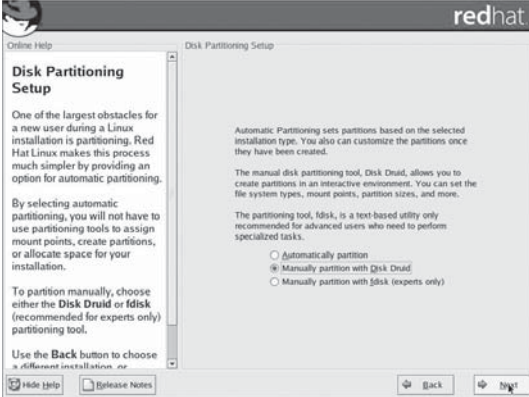 redhat
Online Help
Disk Partitioning
Setup
One of the largest obstacles for
a new user during a Linux
installation is partitioning. Red
Hat Linux makes this process
much simpler by providing an
option for automatic partitioning.
By selecting automatic
partitioning, you will not have to
use partitioning tools to assign
mount points, create partitions,
or allocate space for your
installation.
To partition manually, choose
either the Disk Druid or fdisk
(recommended for experts only)
partitioning tool.
Use the Back button to choose
a different installation, or
Disk Partitioning Setup
Automatic Partitioning sets partitions based on the selected
installation type. You also can customize the partitions once
they have been created.
The manual disk partitioning tool, Disk Druid, allows you to
create partitions in an interactive environment. You can set the
file system types, mount points, partition sizes, and more.
The partitioning tool, fdisk, is a text-based utility only
recommended for advanced users who need to perform
specialized tasks.
Automatically partition
Manually partition with Disk Druid
Manually partition with fdisk (experts only)
Hide Help
Release Notes
Back
Next